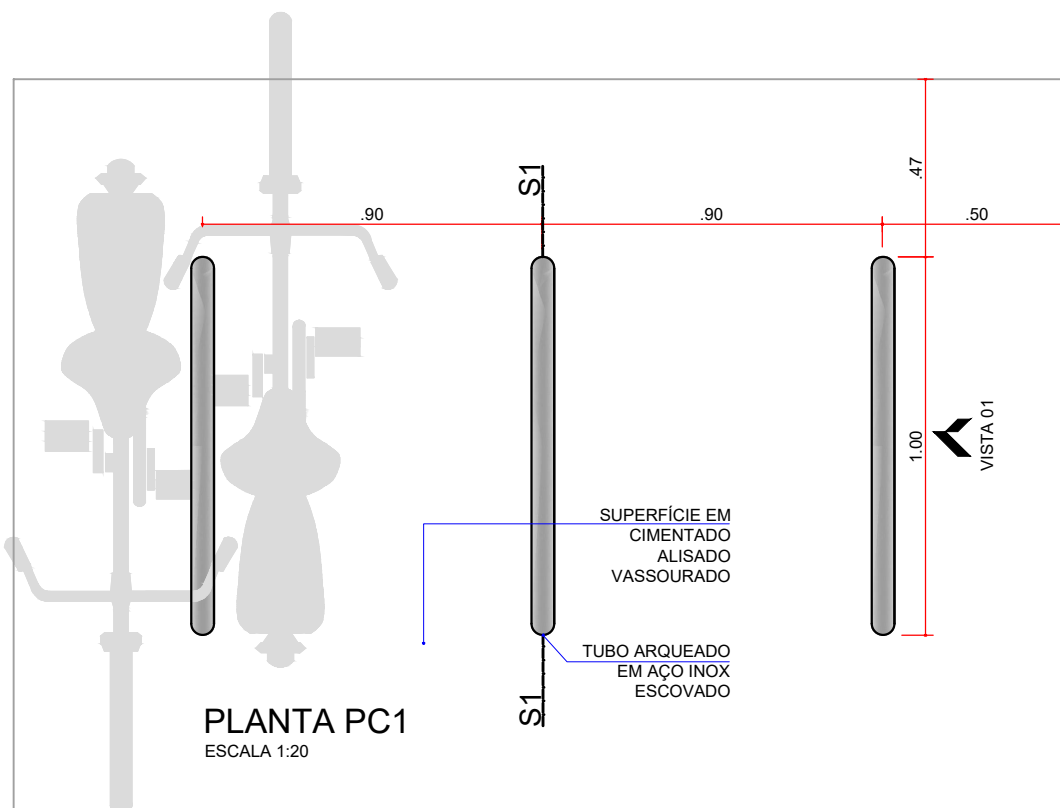 S1
.47
.90
.90
.50
1.00
VISTA 01
SUPERFÍCIE EM
CIMENTADO
ALISADO
VASSOURADO
TUBO ARQUEADO
EM AÇO INOX
ESCOVADO
S1
PLANTA PC1
ESCALA 1:20